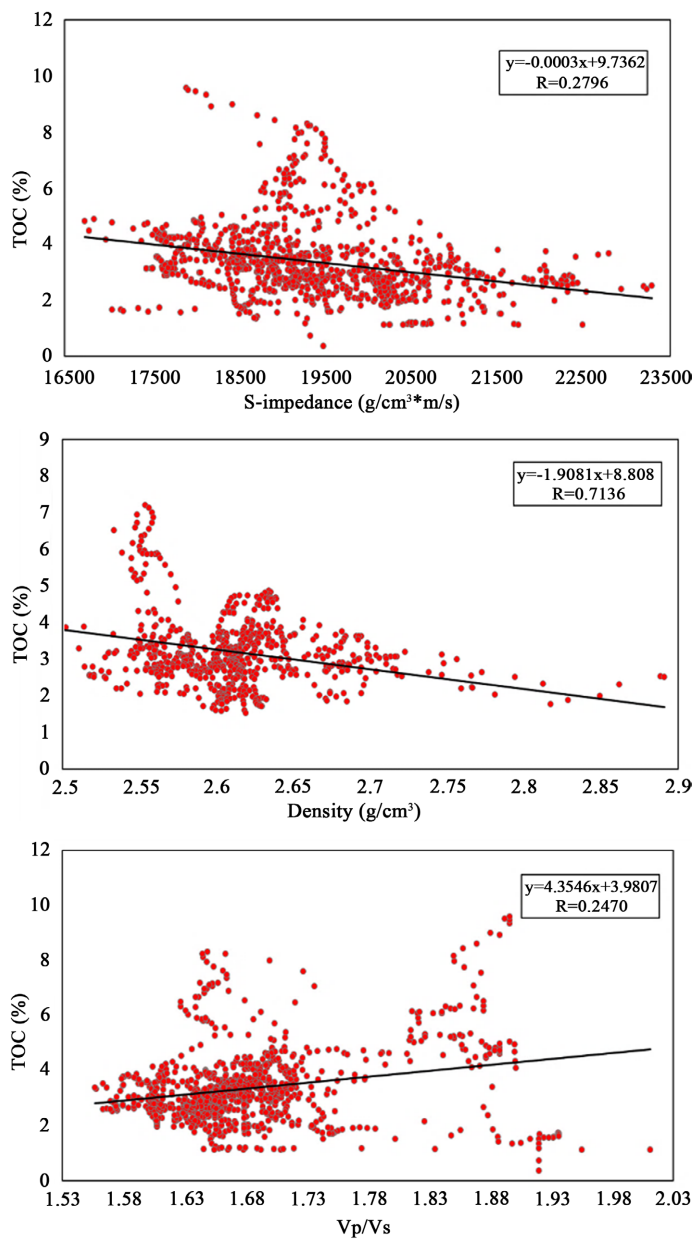 12
10
8
6
4
2
0
TOC (%)
y=-0.0003x+9.7362
R=0.2796
16500 17500 18500 19500 20500 21500 22500 23500
S-impedance (g/cm³*m/s)
9
8
7
6
5
4
3
2
1
0
TOC (%)
y=-1.9081x+8.808
R=0.7136
2.5 2.55 2.6 2.65 2.7 2.75 2.8 2.85 2.9
Density (g/cm³)
12
10
8
6
4
2
0
TOC (%)
y=4.3546x+3.9807
R=0.2470
1.53 1.58 1.63 1.68 1.73 1.78 1.83 1.88 1.93 1.98 2.03
Vp/Vs